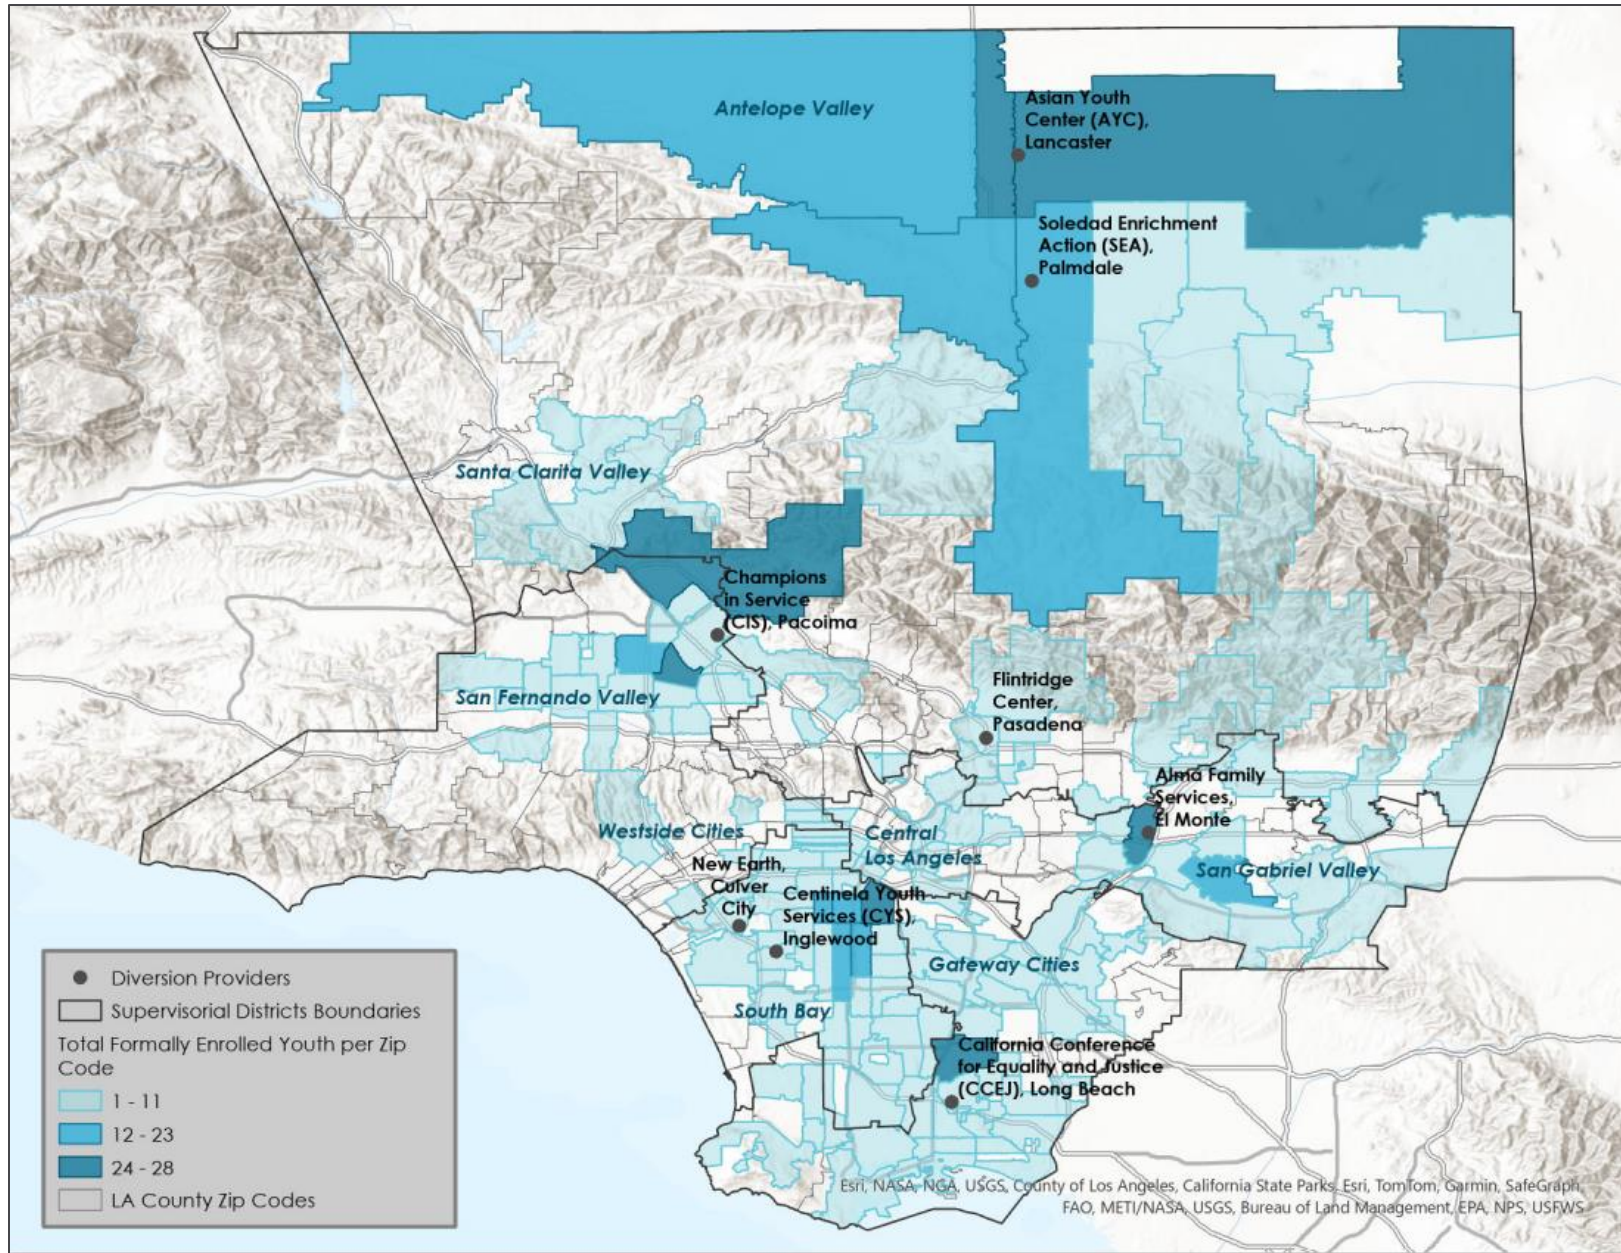 Antelope Valley
Asian Youth
Center (AYC),
Lancaster
Soledad Enrichment
Action (SEA),
Palmdale
Santa Clarita Valley
Champions
in Service
(CIS), Pacoima
San Fernando Valley
Flintridge
Center,
Pasadena
Alma Family
Services,
El Monte
Westside Cities
Central
Los Angeles
San Gabriel Valley
New Earth,
Culver
City
Centinela Youth
Services (CYS),
Inglewood
Gateway Cities
South Bay
California Conference
for Equality and Justice
(CCEJ), Long Beach
Diversion Providers
Supervisorial Districts Boundaries
Total Formally Enrolled Youth per Zip
Code
1 - 11
12 - 23
24 - 28
LA County Zip Codes
Esri, NASA, NGA, USGS, County of Los Angeles, California State Parks, Esri, TomTom, Garmin, SafeGraph,
FAO, METI/NASA, USGS, Bureau of Land Management, EPA, NPS, USFWS